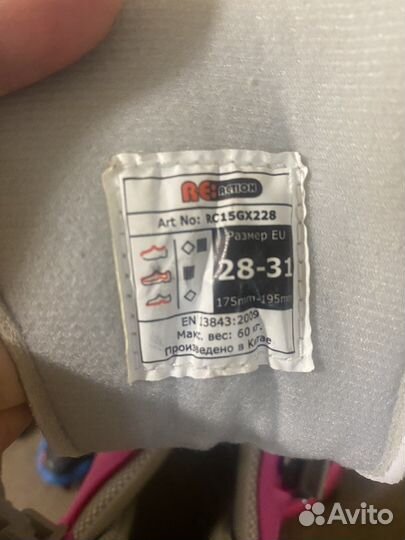 RE:ACTION
Art No: RC15GX228
Размер EU
28-31
175mm-195mm
EN 13843:2009
Макс. вес: 60 кг.
Произведено в Китае
Avito